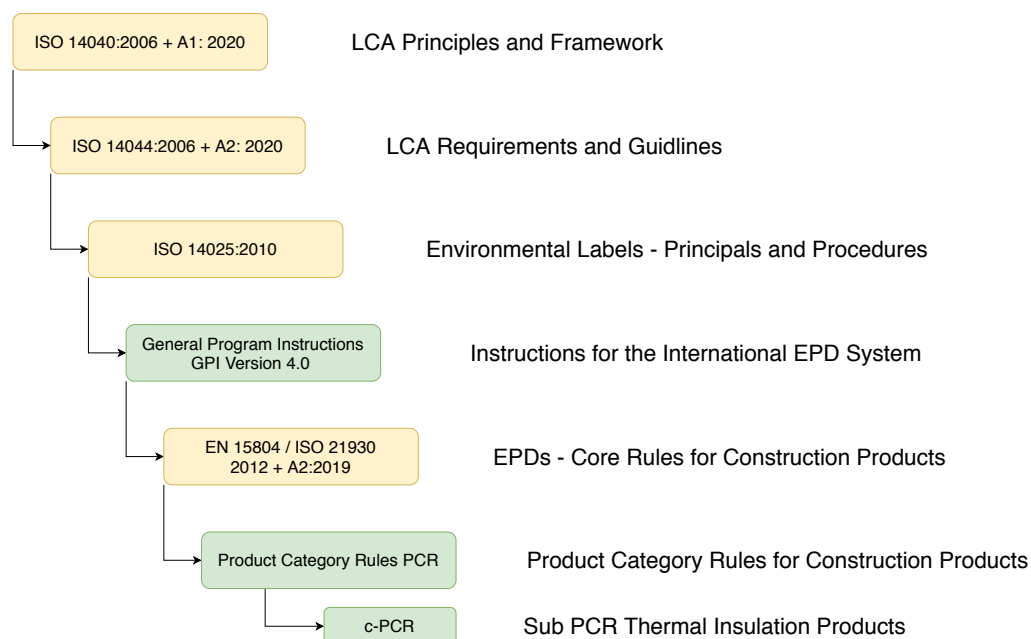 ISO 14040:2006 + A1: 2020
LCA Principles and Framework
ISO 14044:2006 + A2: 2020
LCA Requirements and Guidlines
ISO 14025:2010
Environmental Labels - Principals and Procedures
General Program Instructions
GPI Version 4.0
Instructions for the International EPD System
EN 15804 / ISO 21930
2012 + A2:2019
EPDs - Core Rules for Construction Products
Product Category Rules PCR
Product Category Rules for Construction Products
c-PCR
Sub PCR Thermal Insulation Products